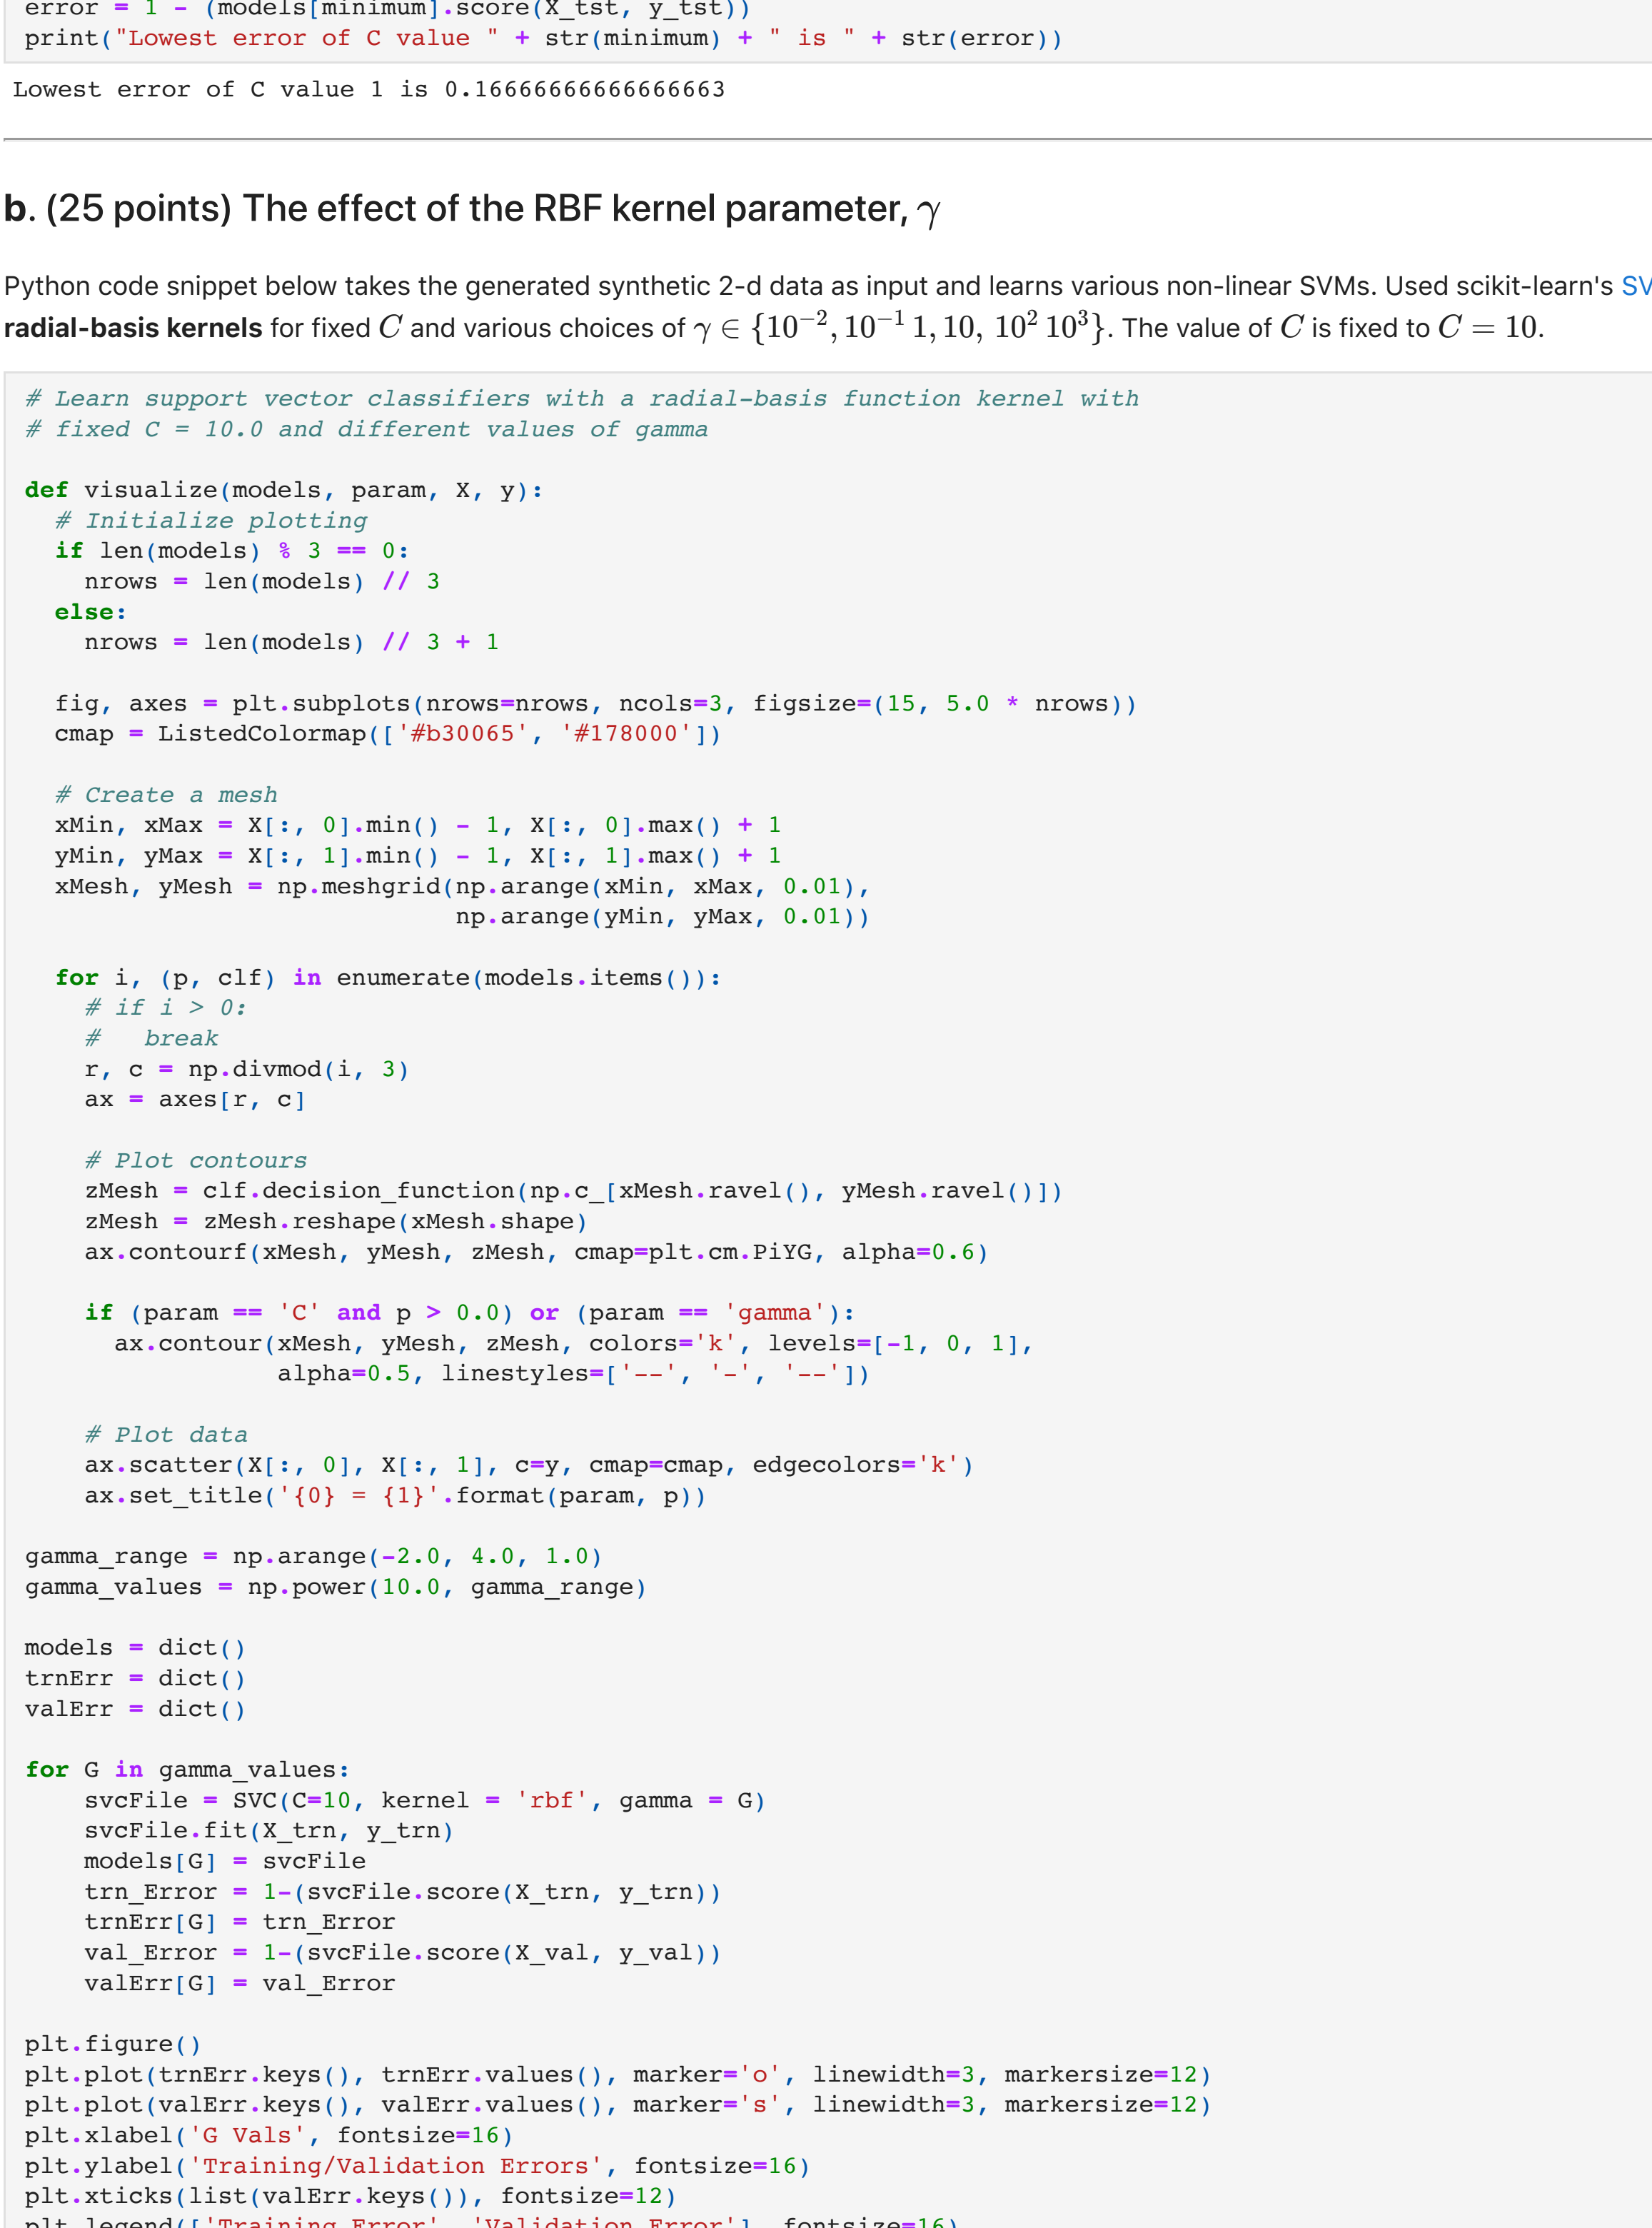 error = 1 - (models[minimum].score(X_tst, y_tst))
print("Lowest error of C value " + str(minimum) + " is " + str(error))
Lowest error of C value 1 is 0.16666666666666663
b. (25 points) The effect of the RBF kernel parameter, γ
Python code snippet below takes the generated synthetic 2-d data as input and learns various non-linear SVMs. Used scikit-learn's SV
radial-basis kernels for fixed C and various choices of γ ∈ {10⁻², 10⁻¹ 1, 10, 10² 10³}. The value of C is fixed to C = 10.
# Learn support vector classifiers with a radial-basis function kernel with
# fixed C = 10.0 and different values of gamma
def visualize(models, param, X, y):
  # Initialize plotting
  if len(models) % 3 == 0:
    nrows = len(models) // 3
  else:
    nrows = len(models) // 3 + 1
  fig, axes = plt.subplots(nrows=nrows, ncols=3, figsize=(15, 5.0 * nrows))
  cmap = ListedColormap(['#b30065', '#178000'])
  # Create a mesh
  xMin, xMax = X[:, 0].min() - 1, X[:, 0].max() + 1
  yMin, yMax = X[:, 1].min() - 1, X[:, 1].max() + 1
  xMesh, yMesh = np.meshgrid(np.arange(xMin, xMax, 0.01),
                             np.arange(yMin, yMax, 0.01))
  for i, (p, clf) in enumerate(models.items()):
    # if i > 0:
    #   break
    r, c = np.divmod(i, 3)
    ax = axes[r, c]
    # Plot contours
    zMesh = clf.decision_function(np.c_[xMesh.ravel(), yMesh.ravel()])
    zMesh = zMesh.reshape(xMesh.shape)
    ax.contourf(xMesh, yMesh, zMesh, cmap=plt.cm.PiYG, alpha=0.6)
    if (param == 'C' and p > 0.0) or (param == 'gamma'):
      ax.contour(xMesh, yMesh, zMesh, colors='k', levels=[-1, 0, 1],
                 alpha=0.5, linestyles=['--', '-', '--'])
    # Plot data
    ax.scatter(X[:, 0], X[:, 1], c=y, cmap=cmap, edgecolors='k')
    ax.set_title('{0} = {1}'.format(param, p))
gamma_range = np.arange(-2.0, 4.0, 1.0)
gamma_values = np.power(10.0, gamma_range)
models = dict()
trnErr = dict()
valErr = dict()
for G in gamma_values:
    svcFile = SVC(C=10, kernel = 'rbf', gamma = G)
    svcFile.fit(X_trn, y_trn)
    models[G] = svcFile
    trn_Error = 1-(svcFile.score(X_trn, y_trn))
    trnErr[G] = trn_Error
    val_Error = 1-(svcFile.score(X_val, y_val))
    valErr[G] = val_Error
plt.figure()
plt.plot(trnErr.keys(), trnErr.values(), marker='o', linewidth=3, markersize=12)
plt.plot(valErr.keys(), valErr.values(), marker='s', linewidth=3, markersize=12)
plt.xlabel('G Vals', fontsize=16)
plt.ylabel('Training/Validation Errors', fontsize=16)
plt.xticks(list(valErr.keys()), fontsize=12)
plt.legend(['Training Error', 'Validation Error'], fontsize=16)